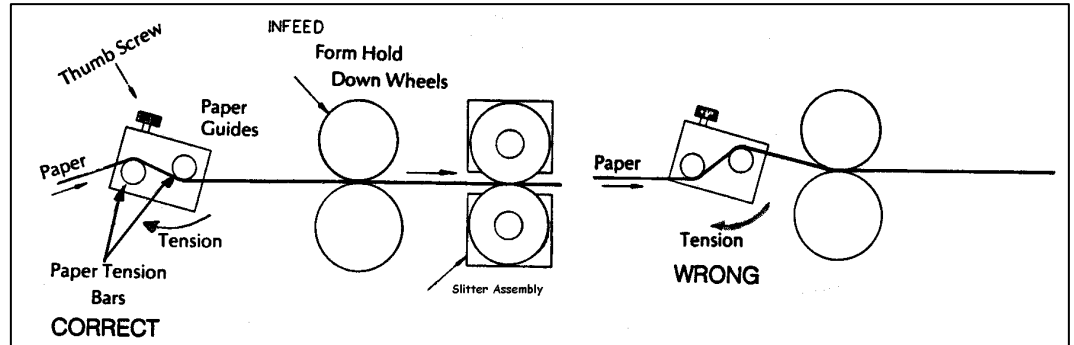 Thumb Screw
INFEED
Form Hold
Down Wheels
Paper
Guides
Paper
Tension
Paper Tension
Bars
CORRECT
Slitter Assembly
Paper
Tension
WRONG